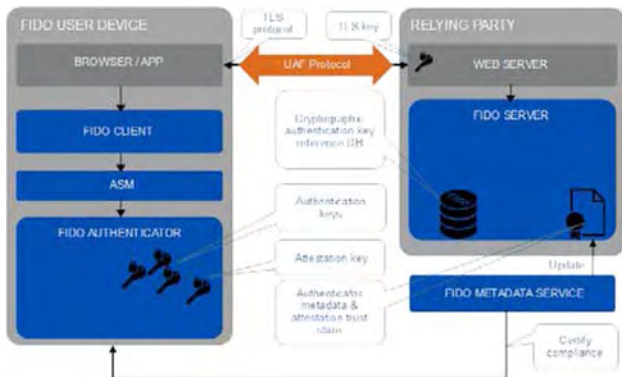 FIDO USER DEVICE
BROWSER / APP
FIDO CLIENT
ASM
FIDO AUTHENTICATOR
TLS
protocol
UAF Protocol
TLS key
RELYING PARTY
WEB SERVER
FIDO SERVER
Cryptographic
authentication key
reference DB
Authentication
keys
Attestation key
Authenticator
metadata &
attestation trust
store
Update
FIDO METADATA SERVICE
Certify
compliance